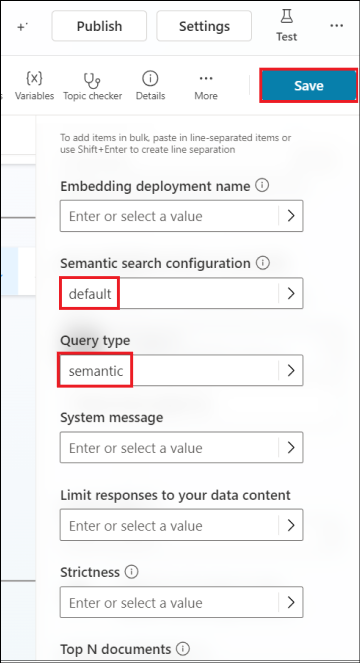 Publish
Settings
Test
{x}
Variables
Topic checker
Details
More
Save
To add items in bulk, paste in line-separated items or
use Shift+Enter to create line separation
Embedding deployment name
Enter or select a value
Semantic search configuration
default
Query type
semantic
System message
Enter or select a value
Limit responses to your data content
Enter or select a value
Strictness
Enter or select a value
Top N documents